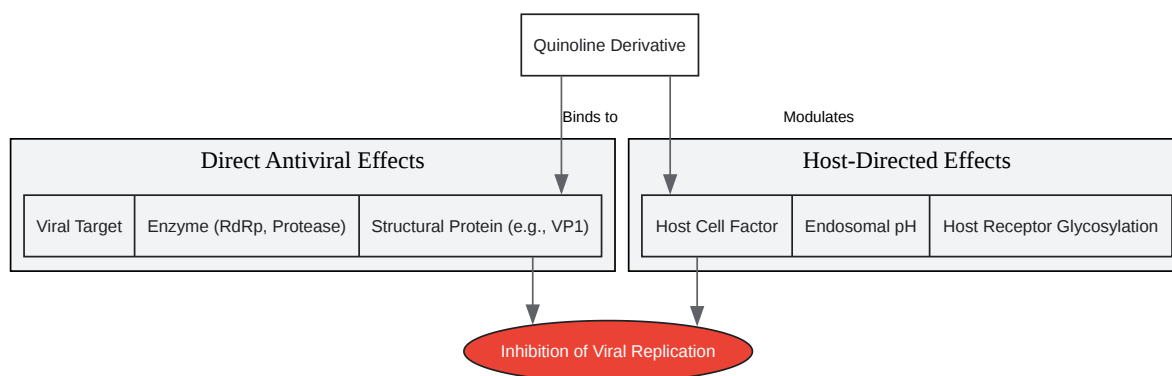 Quinoline Derivative
Binds to
Modulates
Direct Antiviral Effects
Host-Directed Effects
Viral Target
Enzyme (RdRp, Protease)
Structural Protein (e.g., VP1)
Host Cell Factor
Endosomal pH
Host Receptor Glycosylation
Inhibition of Viral Replication